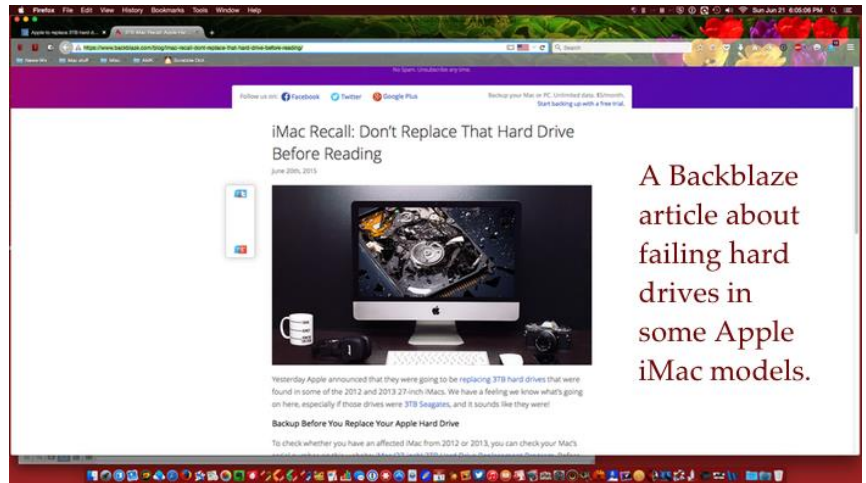 Firefox File Edit View History Bookmarks Tools Window Help
Sun Jun 21 6:05:06 PM
Apple to replace 3TB hard d...
https://www.backblaze.com/blog/imac-recall-dont-replace-that-hard-drive-before-reading/
Search
No Spam. Unsubscribe any time.
Follow us on: Facebook Twitter Google Plus
Backup your Mac or PC. Unlimited data. $5/month.
Start backing up with a free trial.
iMac Recall: Don't Replace That Hard Drive
Before Reading
June 20th, 2015
A Backblaze
article about
failing hard
drives in
some Apple
iMac models.
Yesterday Apple announced that they were going to be replacing 3TB hard drives that were
found in some of the 2012 and 2013 27-inch iMacs. We have a feeling we know what's going
on here, especially if those drives were 3TB Seagates, and it sounds like they were!
Backup Before You Replace Your Apple Hard Drive
To check whether you have an affected iMac from 2012 or 2013, you can check your Mac's